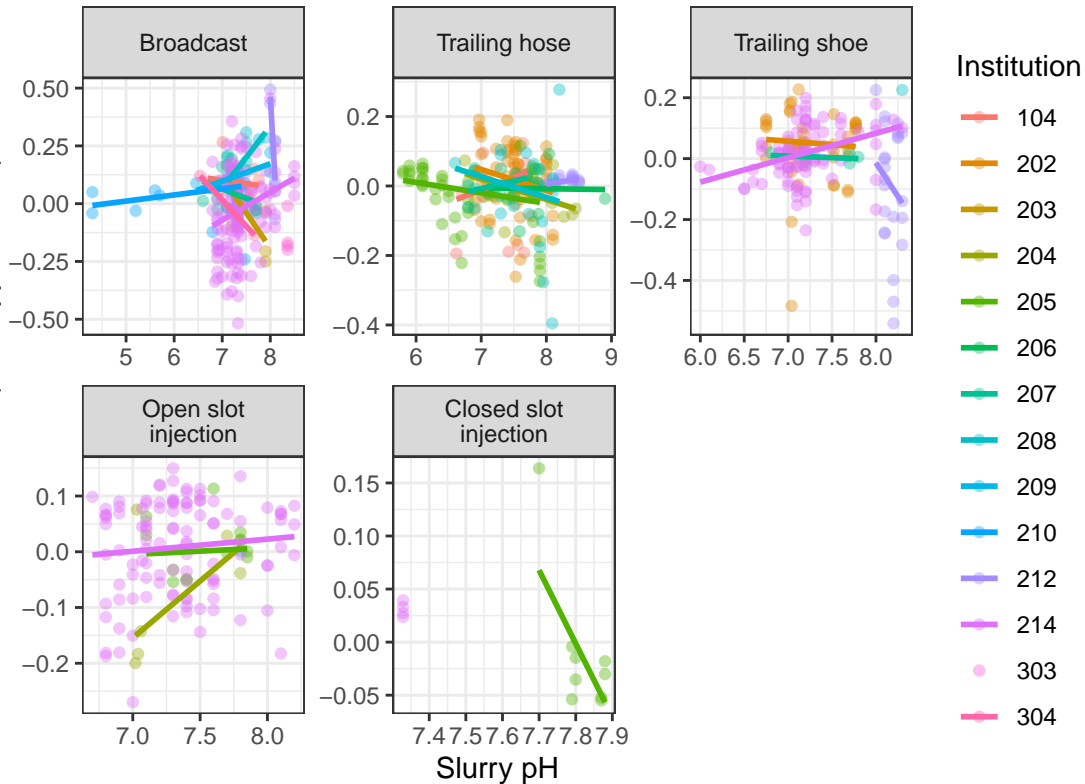 Broadcast
Trailing hose
Trailing shoe
0.50
0.25
0.00
−0.25
−0.50
5 6 7 8
0.2
0.0
−0.2
−0.4
6 7 8 9
0.2
0.0
−0.2
−0.4
6.0 6.5 7.0 7.5 8.0
Open slot
injection
Closed slot
injection
0.1
0.0
−0.1
−0.2
7.0 7.5 8.0
0.15
0.10
0.05
0.00
−0.05
7.4 7.5 7.6 7.7 7.8 7.9
Slurry pH
Institution
104
202
203
204
205
206
207
208
209
210
212
214
303
304